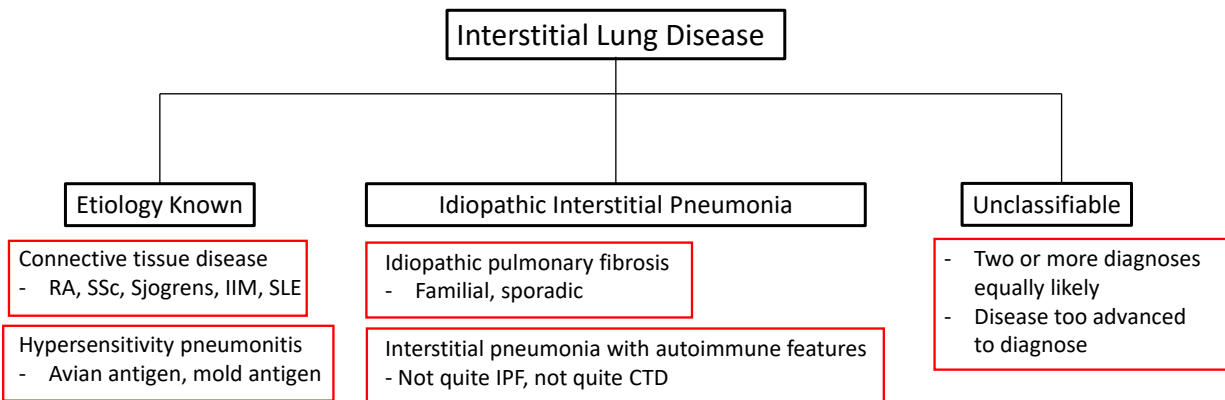 Interstitial Lung Disease
Etiology Known
Idiopathic Interstitial Pneumonia
Unclassifiable
Connective tissue disease
- RA, SSc, Sjogrens, IIM, SLE
Hypersensitivity pneumonitis
- Avian antigen, mold antigen
Idiopathic pulmonary fibrosis
- Familial, sporadic
Interstitial pneumonia with autoimmune features
- Not quite IPF, not quite CTD
- Two or more diagnoses
equally likely
- Disease too advanced
to diagnose